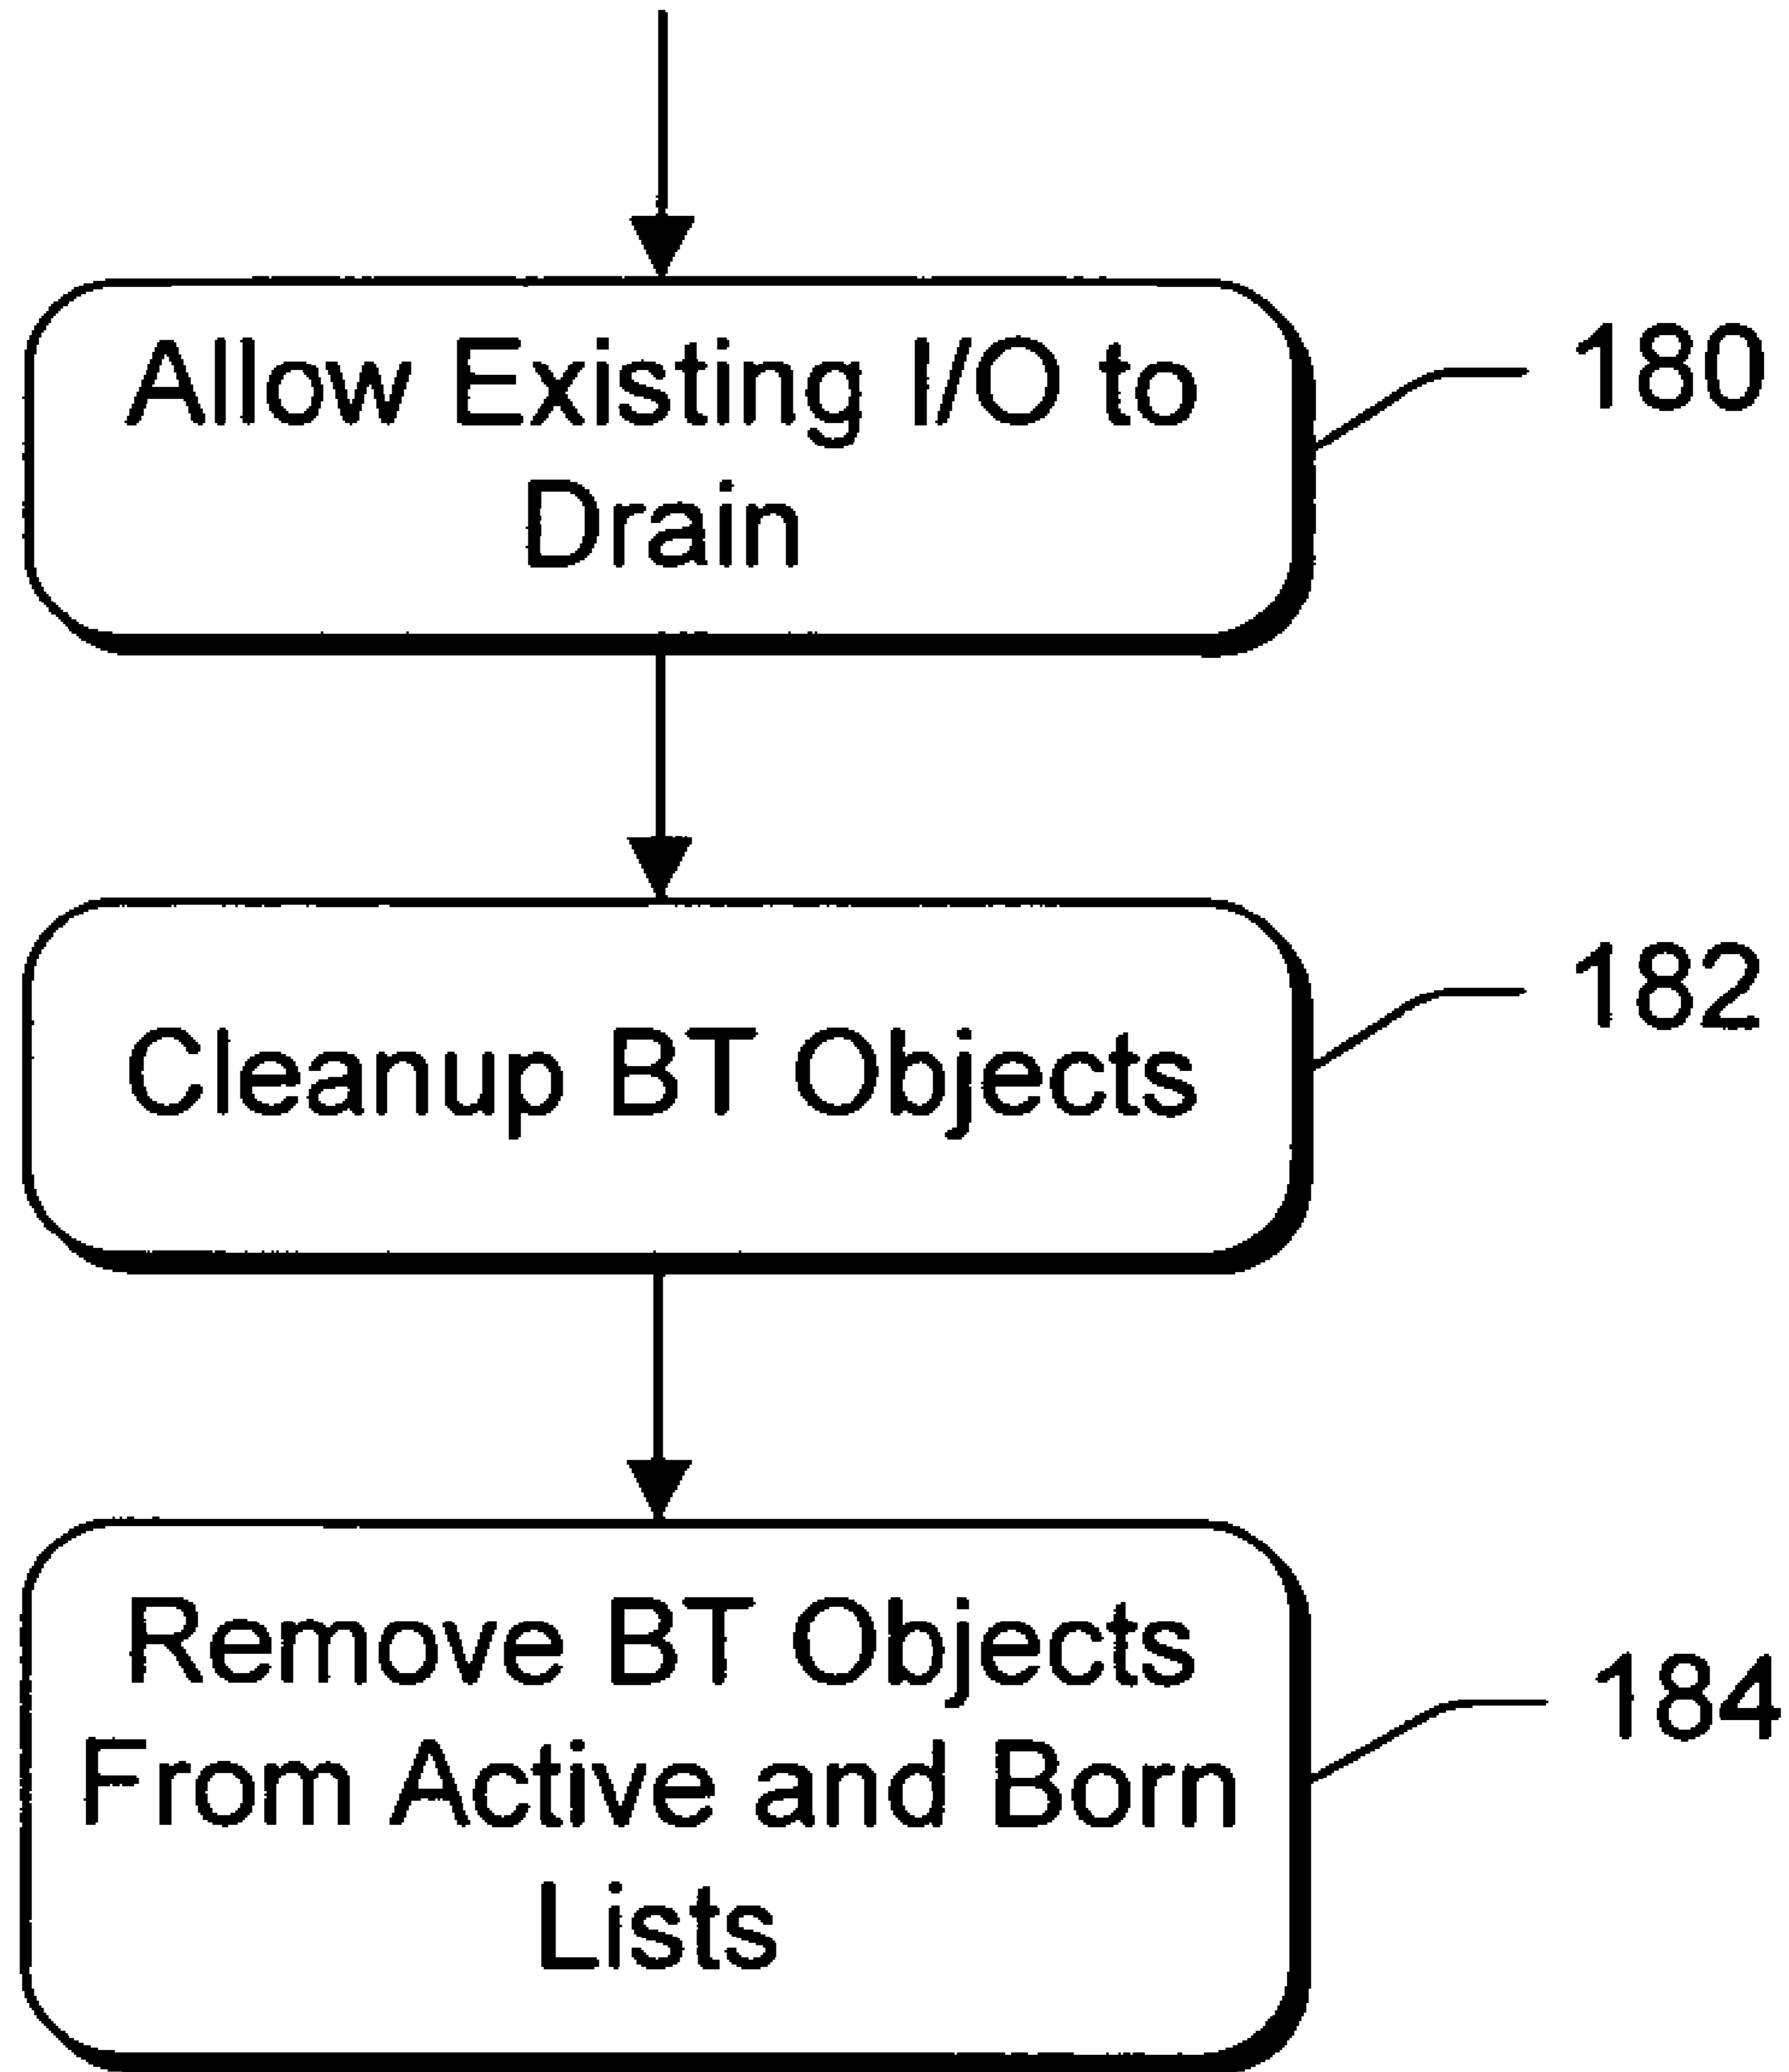 Allow Existing I/O to
Drain
180
Cleanup BT Objects
182
Remove BT Objects
From Active and Born
Lists
184